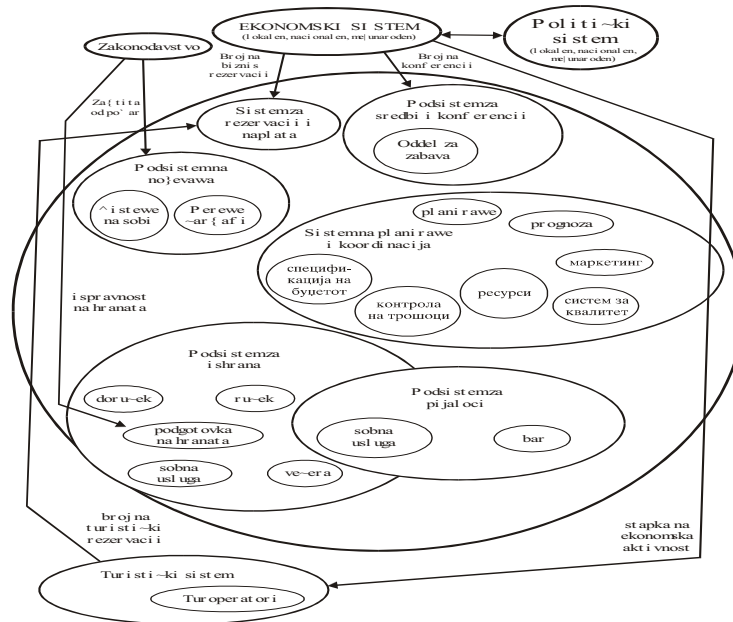 EKONOMSKI SISTEM
(lokalen, nacionalen, me|unaroden)
Politi~ki
sistem
(lokalen, nacionalen,
me|unaroden)
Zakonodavstvo
Broj na
biznis
rezervacii
Broj na
konferencii
Za{tita
od po`ar
Sistem za
rezervacii i
naplata
Podsistem za
sredbi i konferencii
Oddel za
zabava
Podsistem na
no}evawa
^istewe
na sobi
Perewe
~ar{afi
planirawe
prognoza
Sistem na planirawe
i koordinacija
маркетинг
специфи-
кација на
буџетот
ресурси
контрола
на трошоци
систем за
квалитет
ispravnost
na hranata
Podsistem za
ishrana
doru~ek
ru~ek
podgotovka
na hranata
sobna
usluga
ve~era
Podsistem za
pijaloci
sobna
usluga
bar
broj na
turisti~ki
rezervacii
stapka na
ekonomska
aktivnost
Turisti~ki sistem
Turoperatori